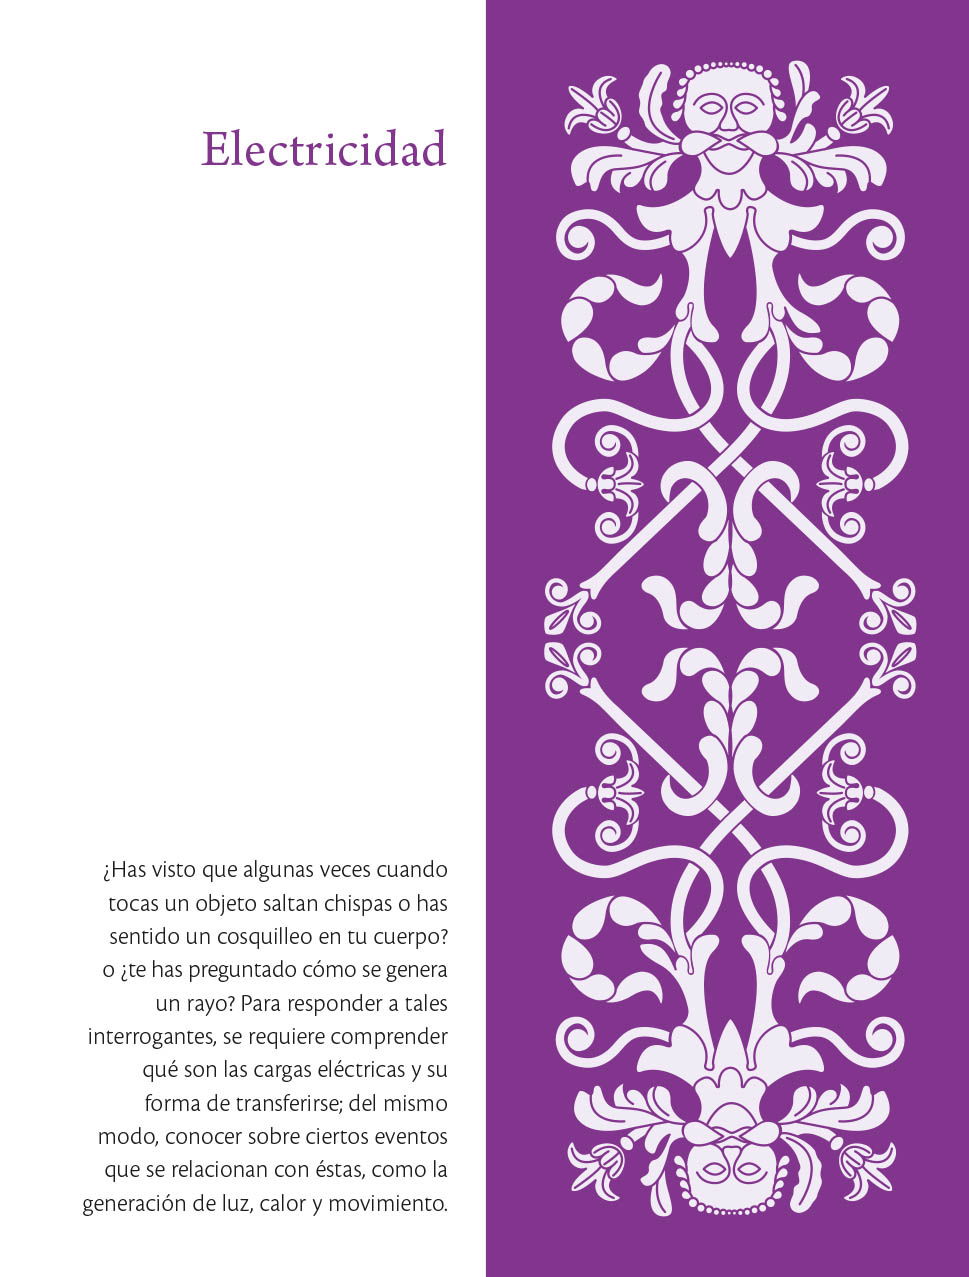 Electricidad
¿Has visto que algunas veces cuando
tocas un objeto saltan chispas o has
sentido un cosquilleo en tu cuerpo?
o ¿te has preguntado cómo se genera
un rayo? Para responder a tales
interrogantes, se requiere comprender
qué son las cargas eléctricas y su
forma de transferirse; del mismo
modo, conocer sobre ciertos eventos
que se relacionan con éstas, como la
generación de luz, calor y movimiento.